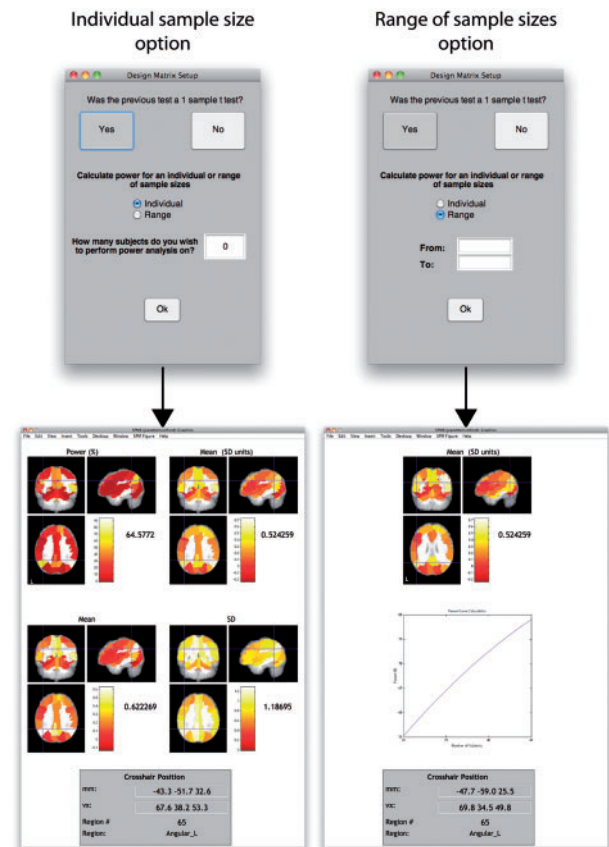 Individual sample size
option
Range of sample sizes
option
Design Matrix Setup
Was the previous test a 1 sample t test?
Yes
No
Calculate power for an individual or range
of sample sizes
Individual
Range
How many subjects do you wish
to perform power analysis on?
0
Ok
Design Matrix Setup
Was the previous test a 1 sample t test?
Yes
No
Calculate power for an individual or range
of sample sizes
Individual
Range
From:
To:
Ok
File Edit View Insert Tools Desktop Window SPM Figure Help
Power (%)
Mean (SD units)
64.5772
0.524259
L
Mean
SD
0.622269
1.18695
Crosshair Position
mm:
-43.3 -51.7 32.6
vx:
67.6 38.2 53.3
Region #
65
Region:
Angular_L
File Edit View Insert Tools Desktop Window SPM Figure Help
Mean (SD units)
0.524259
L
Number of Subjects
Crosshair Position
mm:
-47.7 -59.0 25.5
vx:
69.8 34.5 49.8
Region #
65
Region:
Angular_L